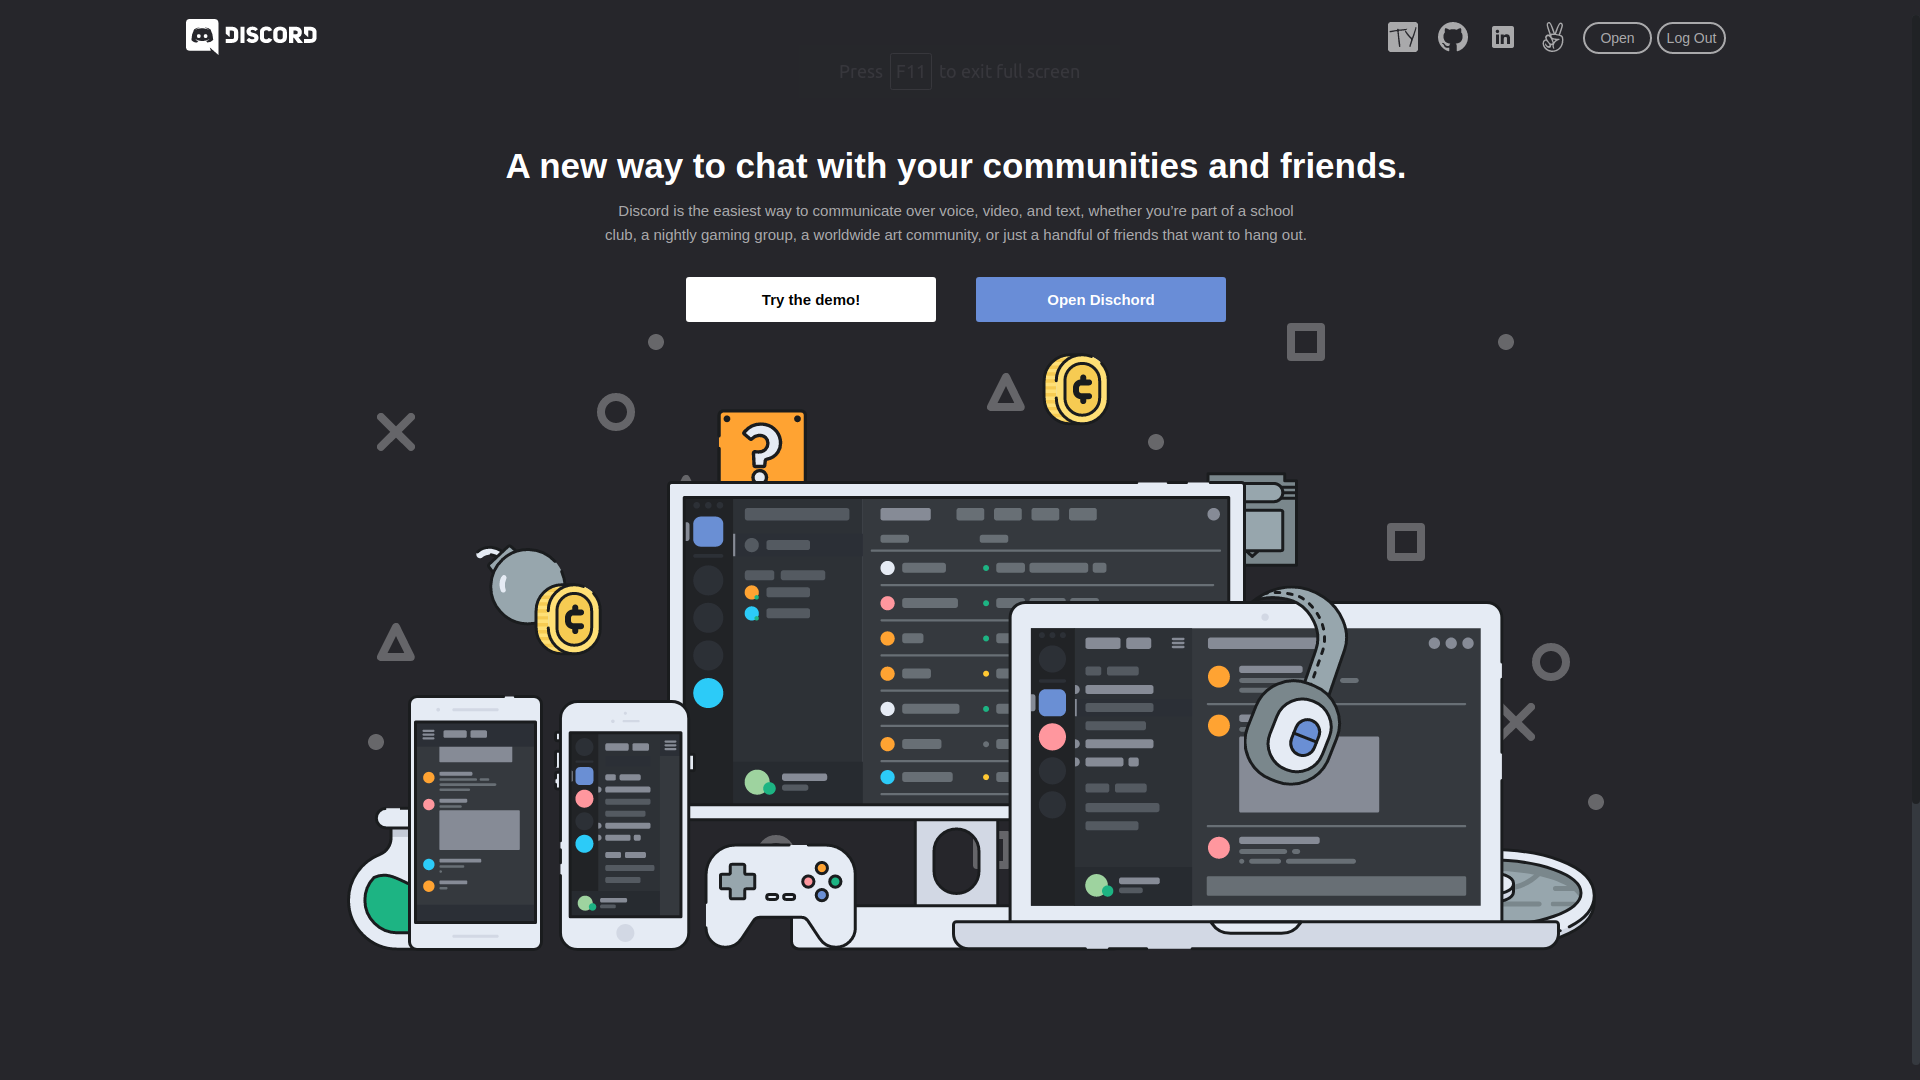 DISCORD
Open
Log Out
Press F11 to exit full screen
A new way to chat with your communities and friends.
Discord is the easiest way to communicate over voice, video, and text, whether you’re part of a school
club, a nightly gaming group, a worldwide art community, or just a handful of friends that want to hang out.
Try the demo!
Open Dischord